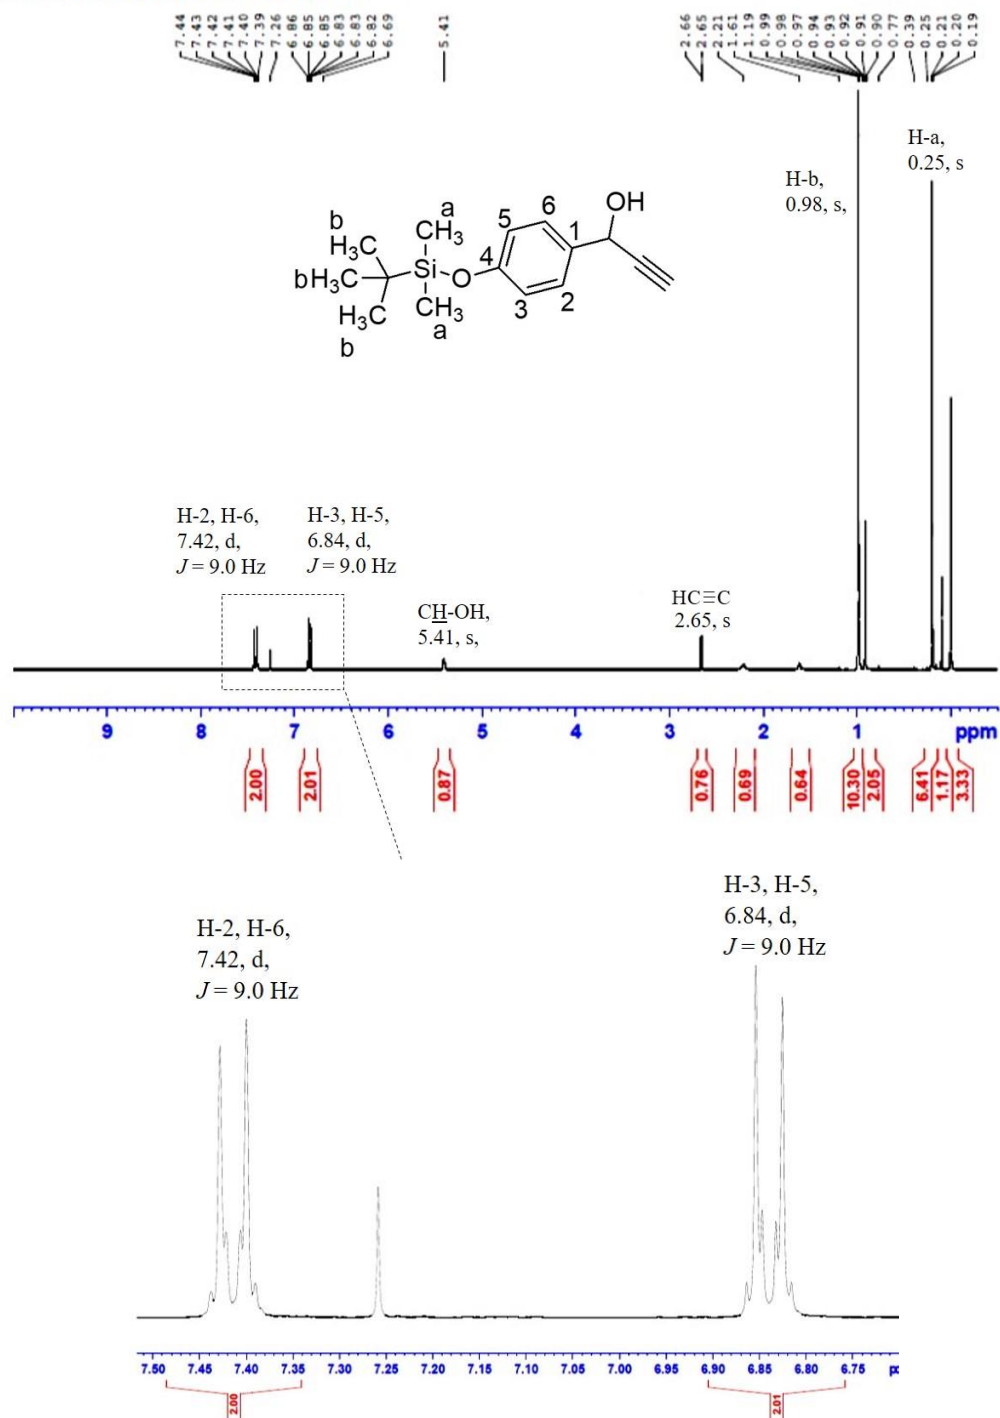 7.44
7.43
7.42
7.41
7.40
7.39
7.26
6.86
6.85
6.85
6.83
6.83
6.82
6.69
5.41
2.66
2.65
2.21
1.61
1.19
0.99
0.98
0.97
0.94
0.93
0.92
0.91
0.90
0.77
0.39
0.25
0.21
0.20
0.19
H-a,
0.25, s
H-b,
0.98, s,
OH
b
a
CH₃
5
6
1
H₃C
4
bH₃C
Si
O
H₃C
CH₃
3
2
b
a
H-2, H-6,
7.42, d,
J = 9.0 Hz
H-3, H-5,
6.84, d,
J = 9.0 Hz
CH-OH,
5.41, s,
HC≡C
2.65, s
9 8 7 6 5 4 3 2 1 ppm
2.00 2.01 0.87 0.76 0.69 0.64 10.30 2.05 6.41 1.17 3.33
H-2, H-6,
7.42, d,
J = 9.0 Hz
H-3, H-5,
6.84, d,
J = 9.0 Hz
7.50 7.45 7.40 7.35 7.30 7.25 7.20 7.15 7.10 7.05 7.00 6.95 6.90 6.85 6.80 6.75
2.00 2.01